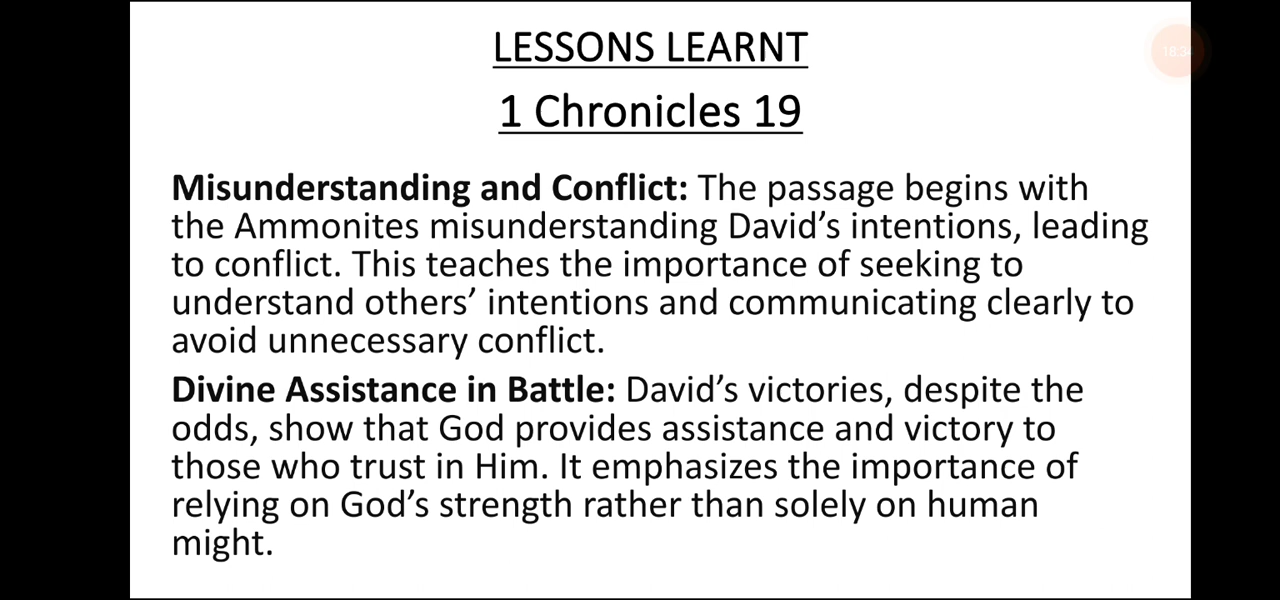 LESSONS LEARNT
1 Chronicles 19
18:34
Misunderstanding and Conflict: The passage begins with
the Ammonites misunderstanding David’s intentions, leading
to conflict. This teaches the importance of seeking to
understand others’ intentions and communicating clearly to
avoid unnecessary conflict.
Divine Assistance in Battle: David’s victories, despite the
odds, show that God provides assistance and victory to
those who trust in Him. It emphasizes the importance of
relying on God’s strength rather than solely on human
might.